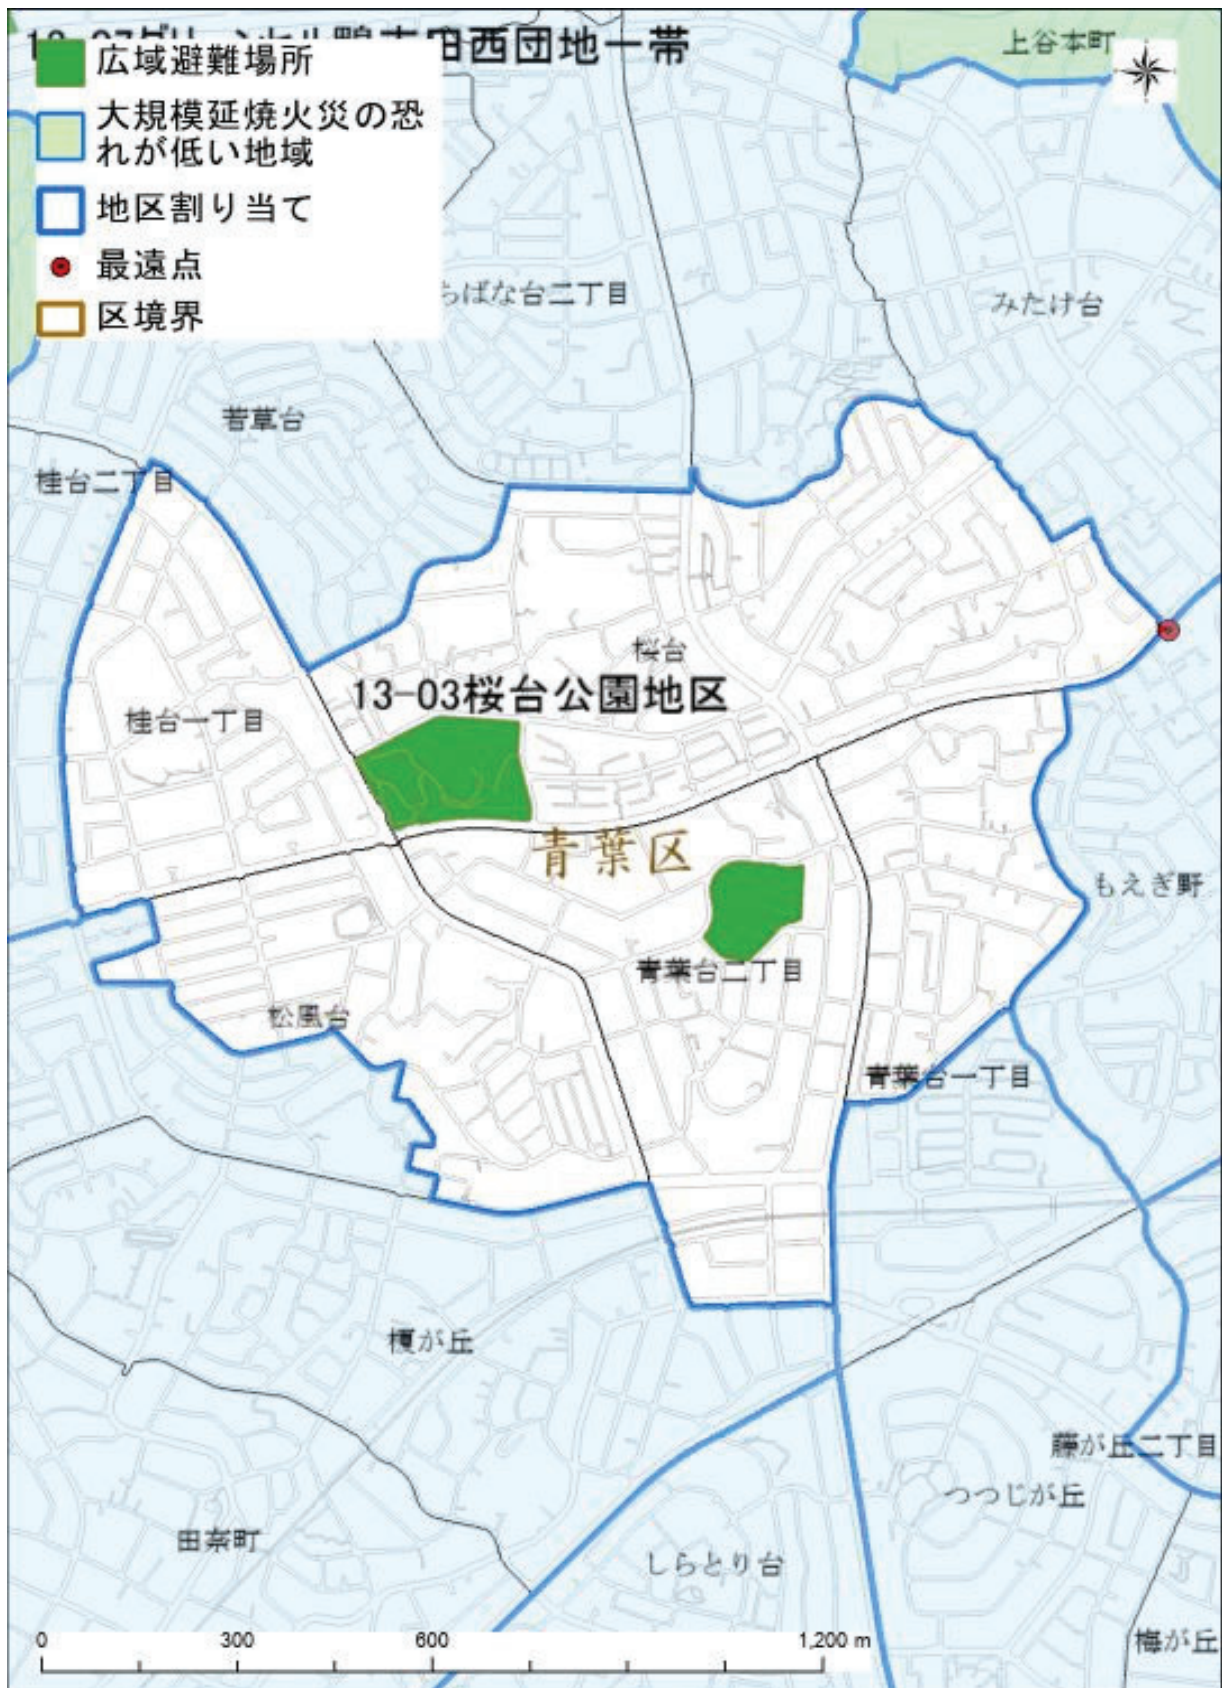 田西団地一帯
広域避難場所
大規模延焼火災の恐
れが低い地域
地区割り当て
最遠点
区境界
上谷本町
ちばな台二丁目
みたけ台
若草台
桂台二丁目
桜台
13-03桜台公園地区
桂台一丁目
青葉区
もえぎ野
青葉台二丁目
松風台
青葉台一丁目
榎が丘
藤が丘二丁目
つつじが丘
田奈町
しらとり台
梅が丘
0 300 600 1,200 m